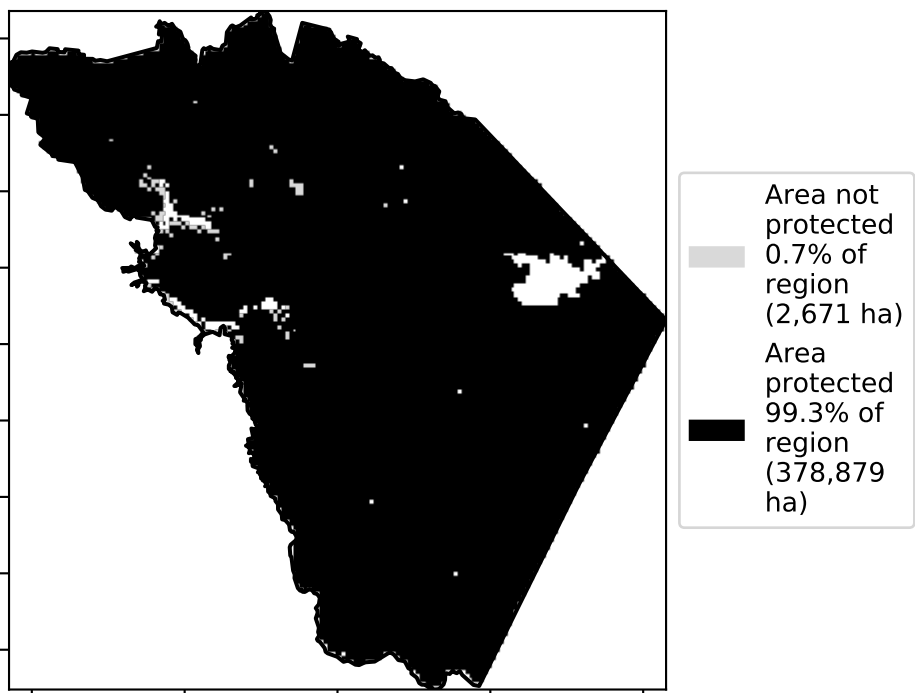 Area not
protected
0.7% of
region
(2,671 ha)
Area
protected
99.3% of
region
(378,879
ha)